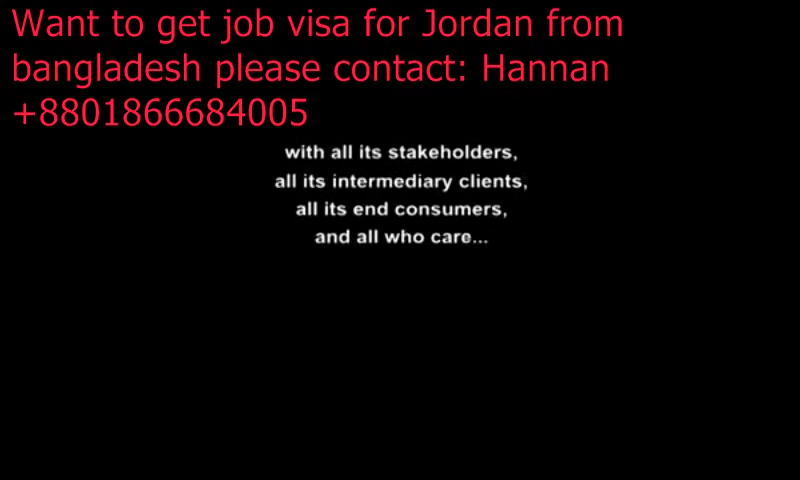 Want to get job visa for Jordan from
bangladesh please contact: Hannan
+8801866684005
with all its stakeholders,
all its intermediary clients,
all its end consumers,
and all who care...